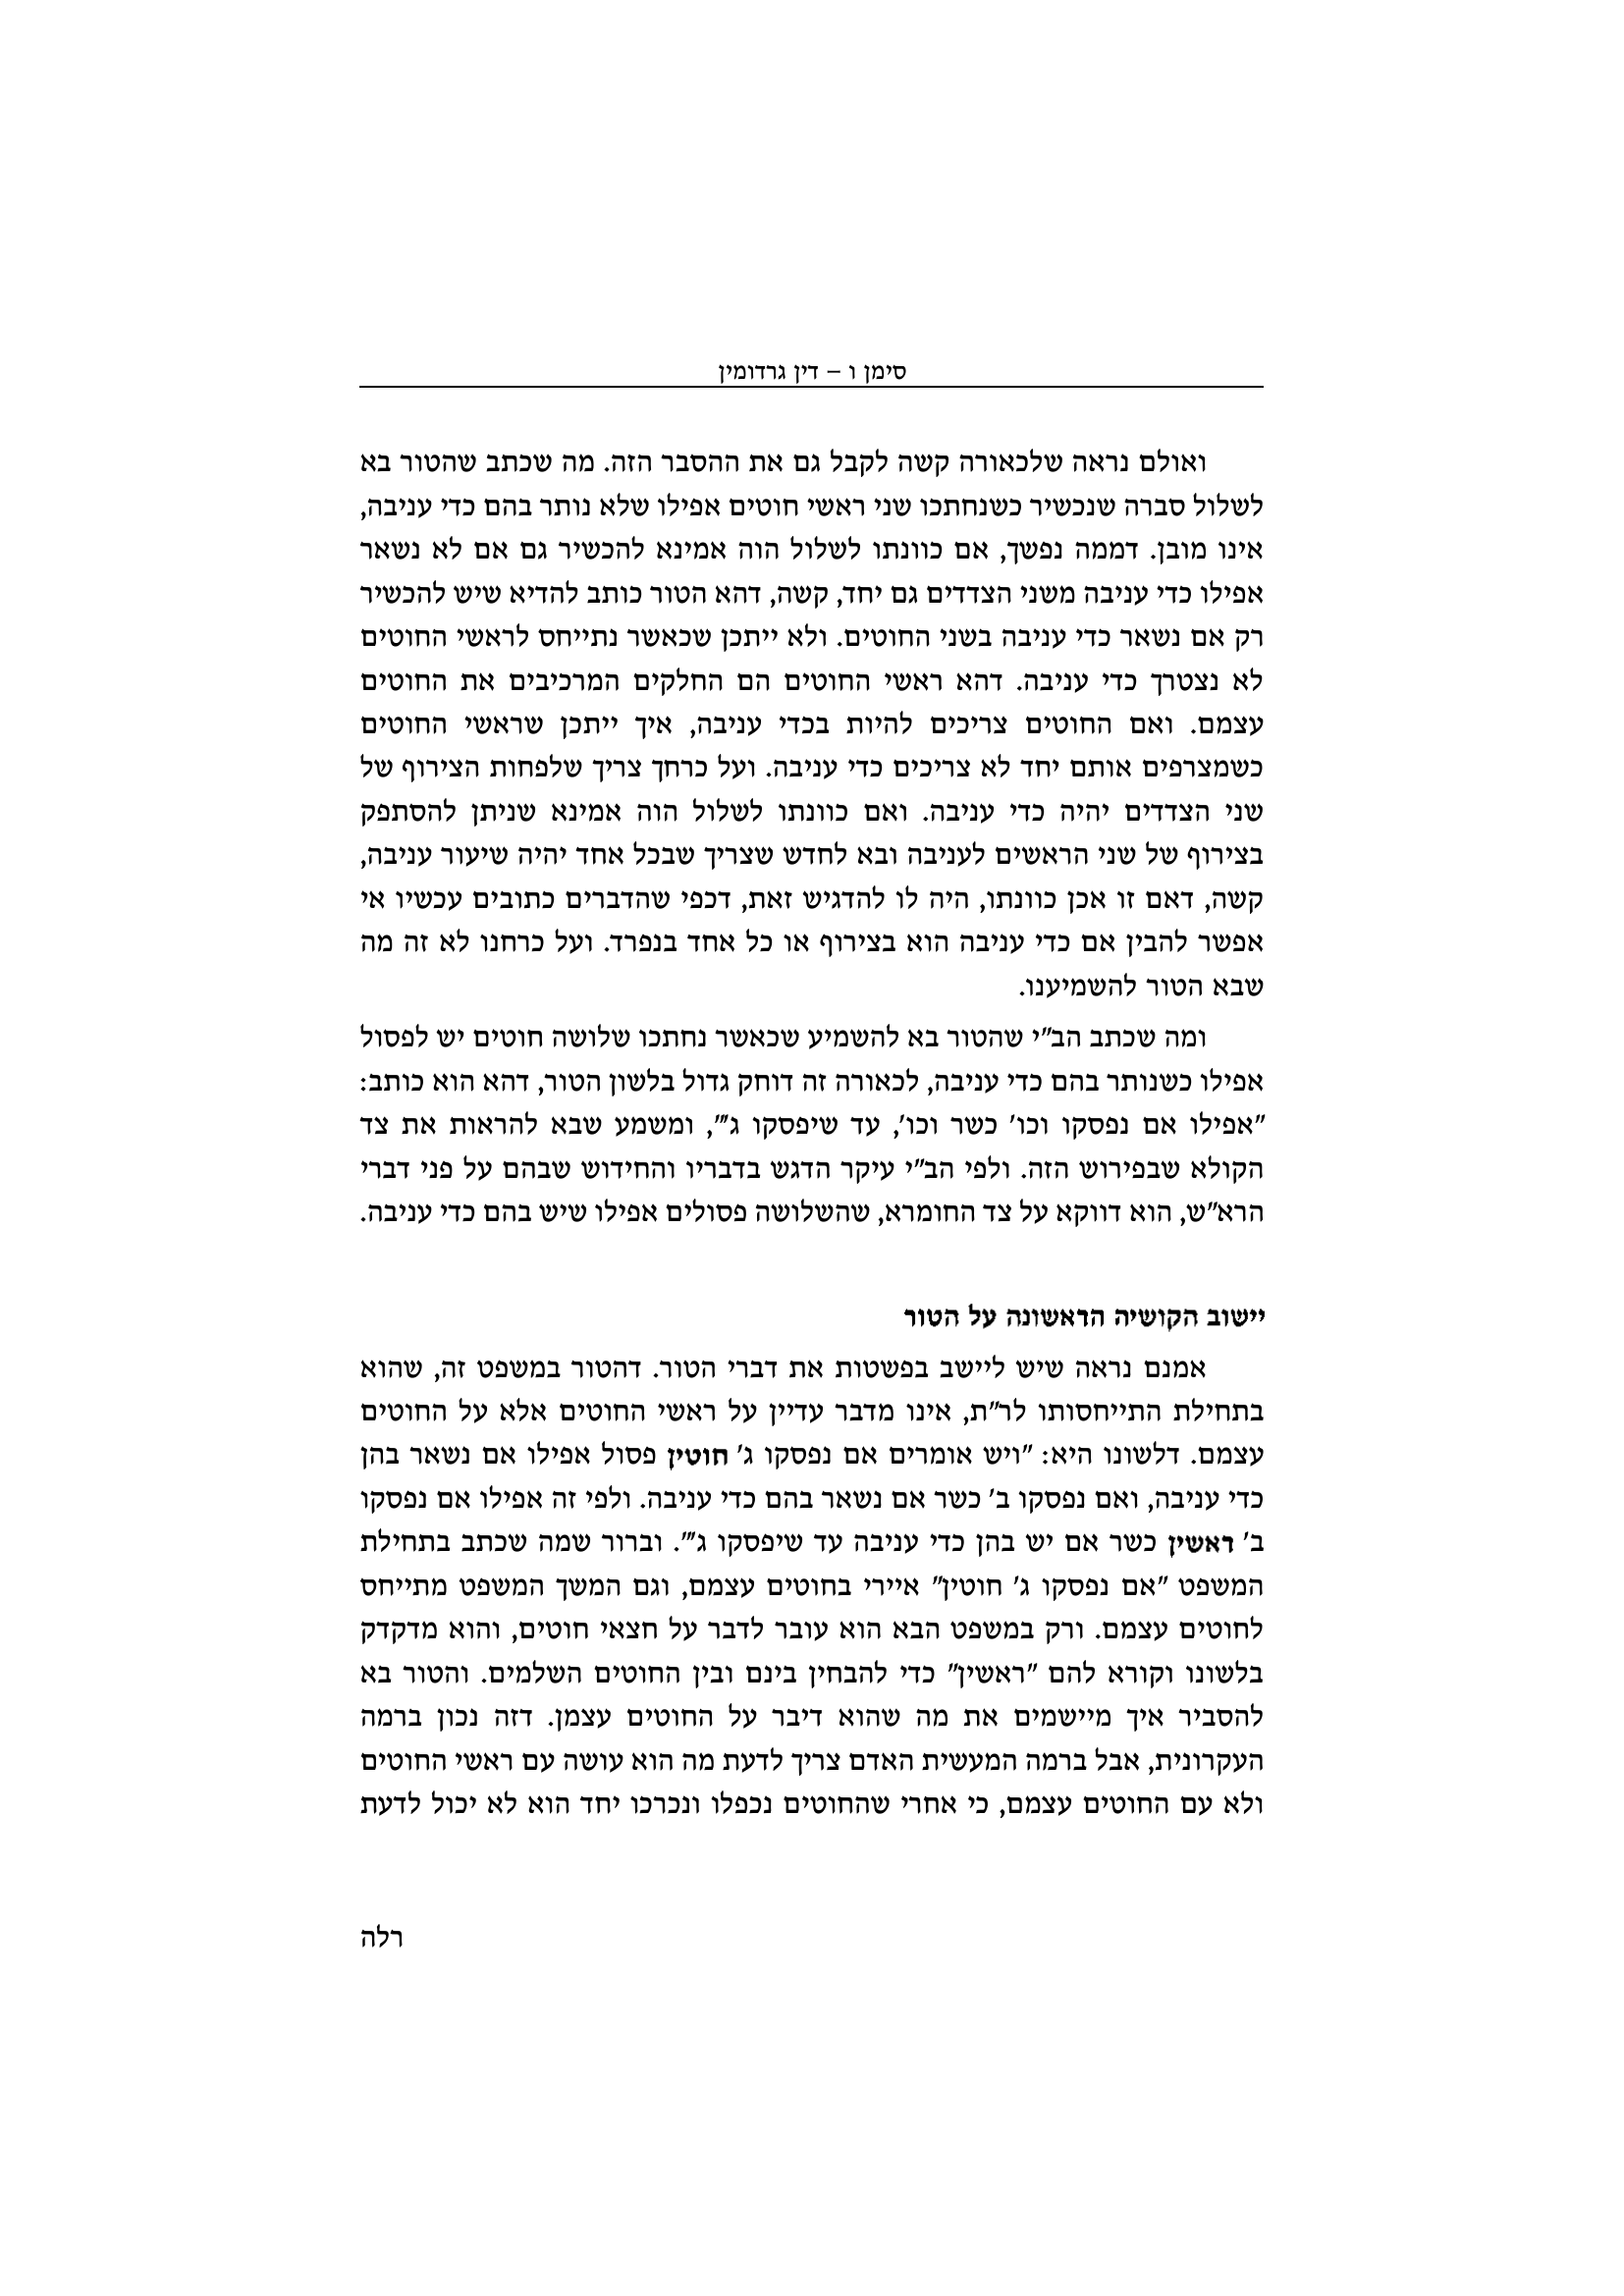 סימן ו – דין גרדומין
ואולם נראה שלכאורה קשה לקבל גם את ההסבר הזה. מה שכתב שהטור בא
לשלול סברה שנכשיר כשנחתכו שני ראשי חוטים אפילו שלא נותר בהם כדי עניבה,
אינו מובן. דממה נפשך, אם כוונתו לשלול הוה אמינא להכשיר גם אם לא נשאר
אפילו כדי עניבה משני הצדדים גם יחד, קשה, דהא הטור כותב להדיא שיש להכשיר
רק אם נשאר כדי עניבה בשני החוטים. ולא ייתכן שכאשר נתייחס לראשי החוטים
לא נצטרך כדי עניבה. דהא ראשי החוטים הם החלקים המרכיבים את החוטים
עצמם. ואם החוטים צריכים להיות בכדי עניבה, איך ייתכן שראשי החוטים
כשמצרפים אותם יחד לא צריכים כדי עניבה. ועל כרחך צריך שלפחות הצירוף של
שני הצדדים יהיה כדי עניבה. ואם כוונתו לשלול הוה אמינא שניתן להסתפק
בצירוף של שני הראשים לעניבה ובא לחדש שצריך שבכל אחד יהיה שיעור עניבה,
קשה, דאם זו אכן כוונתו, היה לו להדגיש זאת, דכפי שהדברים כתובים עכשיו אי
אפשר להבין אם כדי עניבה הוא בצירוף או כל אחד בנפרד. ועל כרחנו לא זה מה
שבא הטור להשמיענו.
ומה שכתב הב"י שהטור בא להשמיע שכאשר נחתכו שלושה חוטים יש לפסול
אפילו כשנותר בהם כדי עניבה, לכאורה זה דוחק גדול בלשון הטור, דהא הוא כותב:
"אפילו אם נפסקו וכו' כשר וכו', עד שיפסקו ג'", ומשמע שבא להראות את צד
הקולא שבפירוש הזה. ולפי הב"י עיקר הדגש בדבריו והחידוש שבהם על פני דברי
הרא"ש, הוא דווקא על צד החומרא, שהשלושה פסולים אפילו שיש בהם כדי עניבה.
יישוב הקושיה הראשונה על הטור
אמנם נראה שיש ליישב בפשטות את דברי הטור. דהטור במשפט זה, שהוא
בתחילת התייחסותו לר"ת, אינו מדבר עדיין על ראשי החוטים אלא על החוטים
עצמם. דלשונו היא: "ויש אומרים אם נפסקו ג' חוטין פסול אפילו אם נשאר בהן
כדי עניבה, ואם נפסקו ב' כשר אם נשאר בהם כדי עניבה. ולפי זה אפילו אם נפסקו
ב' ראשין כשר אם יש בהן כדי עניבה עד שיפסקו ג'". וברור שמה שכתב בתחילת
המשפט "אם נפסקו ג' חוטין" איירי בחוטים עצמם, וגם המשך המשפט מתייחס
לחוטים עצמם. ורק במשפט הבא הוא עובר לדבר על חצאי חוטים, והוא מדקדק
בלשונו וקורא להם "ראשין" כדי להבחין בינם ובין החוטים השלמים. והטור בא
להסביר איך מיישמים את מה שהוא דיבר על החוטים עצמן. דזה נכון ברמה
העקרונית, אבל ברמה המעשית האדם צריך לדעת מה הוא עושה עם ראשי החוטים
ולא עם החוטים עצמם, כי אחרי שהחוטים נכפלו ונכרכו יחד הוא לא יכול לדעת
רלה